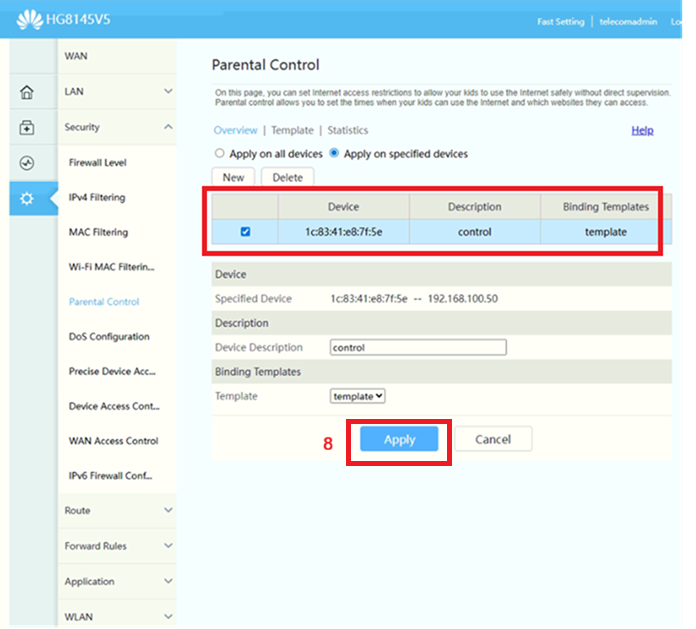 HG8145V5
Fast Setting | telecomadmin
WAN
LAN
Security
Firewall Level
IPv4 Filtering
MAC Filtering
Wi-Fi MAC Filterin...
Parental Control
DoS Configuration
Precise Device Acc...
Device Access Cont...
WAN Access Control
IPv6 Firewall Conf...
Route
Forward Rules
Application
WLAN
Parental Control
On this page, you can set Internet access restrictions to allow your kids to use the Internet safely without direct supervision.
Parental control allows you to set the times when your kids can use the Internet and which websites they can access.
Overview | Template | Statistics
Help
Apply on all devices Apply on specified devices
New Delete
Device Description Binding Templates
1c:83:41:e8:7f:5e control template
Device
Specified Device 1c:83:41:e8:7f:5e -- 192.168.100.50
Description
Device Description control
Binding Templates
Template template
8 Apply Cancel